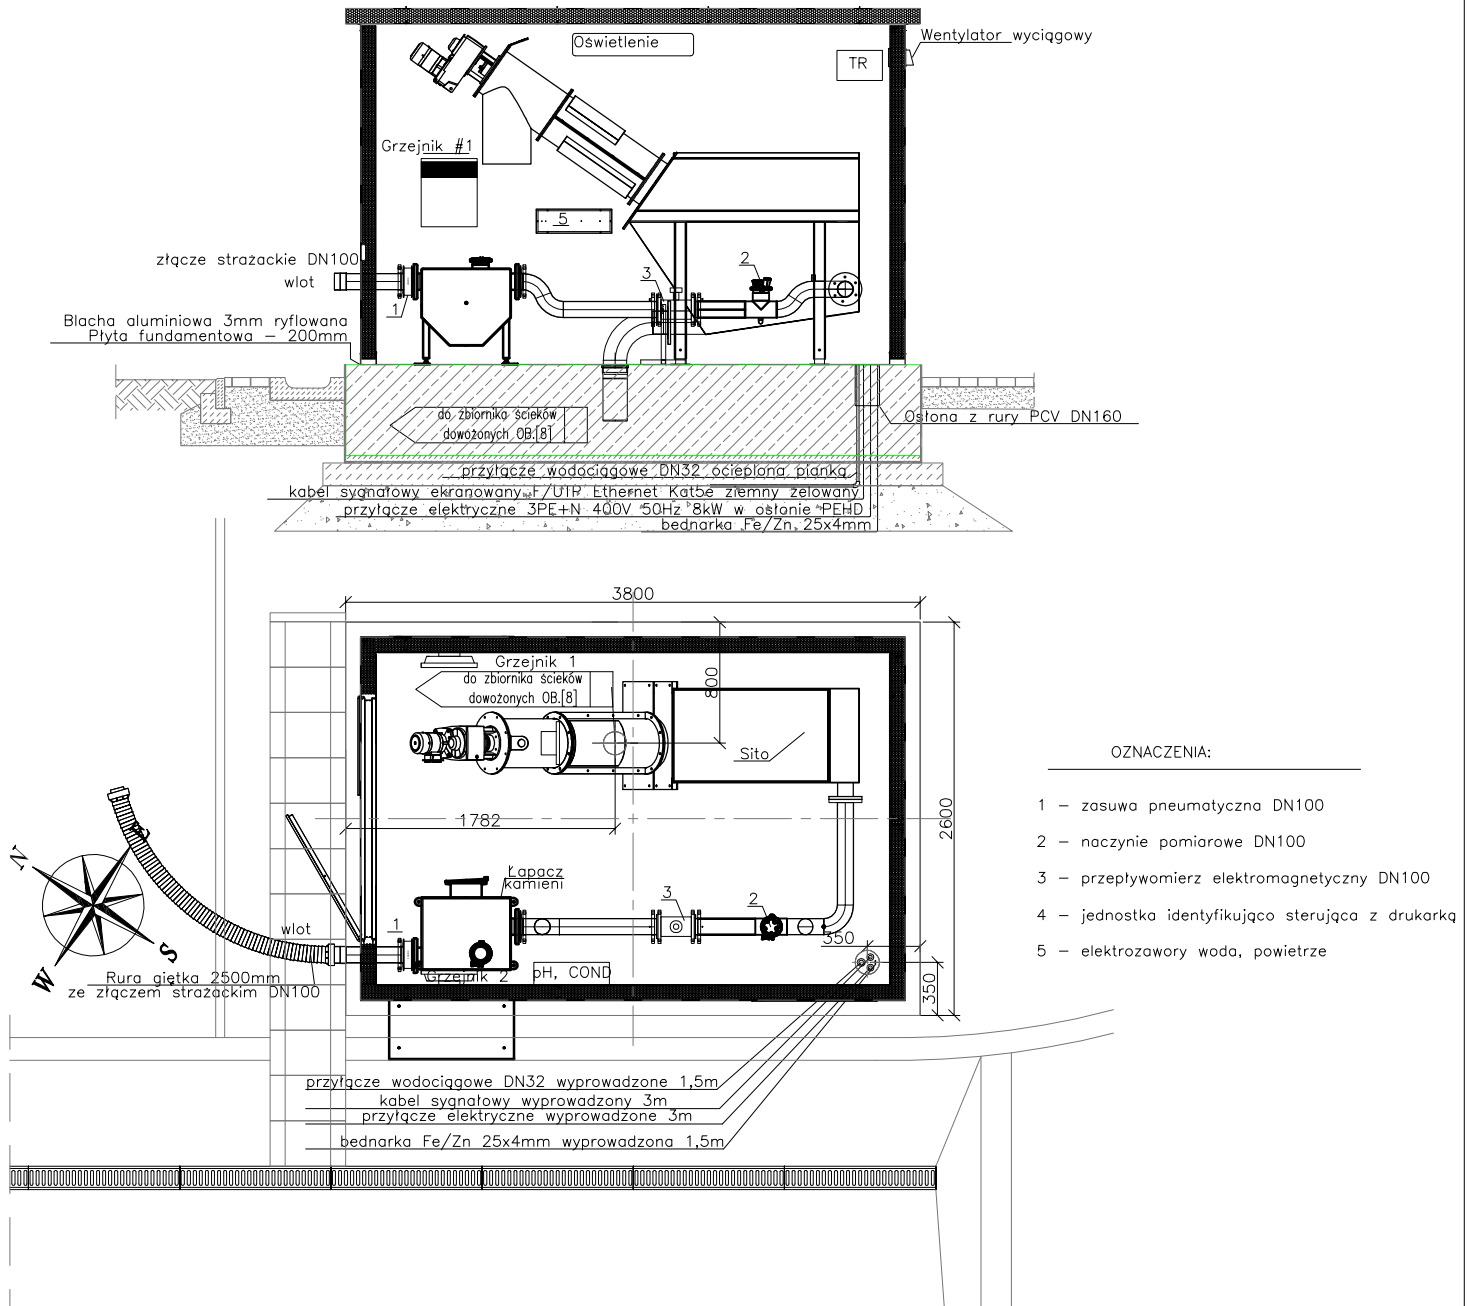 Oświetlenie
Wentylator wyciągowy
TR
Grzejnik #1
5
złącze strażackie DN100
wlot
1
3
2
Blacha aluminiowa 3mm ryflowana
Płyta fundamentowa – 200mm
do zbiornika ścieków
dowożonych OB.[8]
Osłona z rury PCV DN160
przyłącze wodociągowe DN32 ocieplona pianką
kabel sygnałowy ekranowany F/UTP Ethernet Kat5e ziemny żelowany
przyłącze elektryczne 3PE+N 400V 50Hz 8kW w osłonie PEHD
bednarka Fe/Zn 25x4mm
3800
Grzejnik 1
do zbiornika ścieków
dowożonych OB.[8]
800
Sito
1782
2600
Łapacz
kamieni
1
3
2
350
350
wlot
Grzejnik 2
pH, COND
N
S
W
Rura giętka 2500mm
ze złączem strażackim DN100
przyłącze wodociągowe DN32 wyprowadzone 1,5m
kabel sygnałowy wyprowadzony 3m
przyłącze elektryczne wyprowadzone 3m
bednarka Fe/Zn 25x4mm wyprowadzona 1,5m
OZNACZENIA:
1 – zasuwa pneumatyczna DN100
2 – naczynie pomiarowe DN100
3 – przepływomierz elektromagnetyczny DN100
4 – jednostka identyfikująco sterująca z drukarką
5 – elektrozawory woda, powietrze